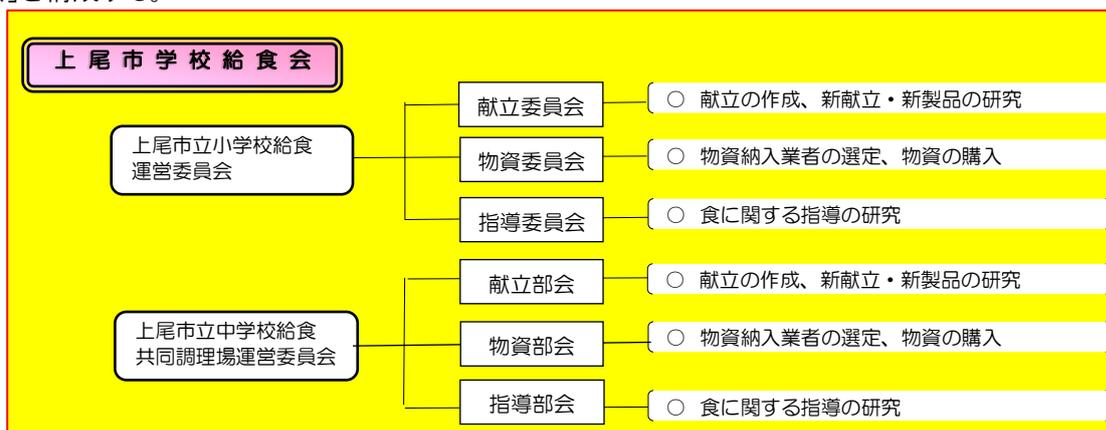 を構成する。
上尾市学校給食会
献立委員会
○ 献立の作成、新献立・新製品の研究
上尾市立小学校給食
運営委員会
物資委員会
○ 物資納入業者の選定、物資の購入
指導委員会
○ 食に関する指導の研究
献立部会
○ 献立の作成、新献立・新製品の研究
上尾市立中学校給食
共同調理場運営委員会
物資部会
○ 物資納入業者の選定、物資の購入
指導部会
○ 食に関する指導の研究